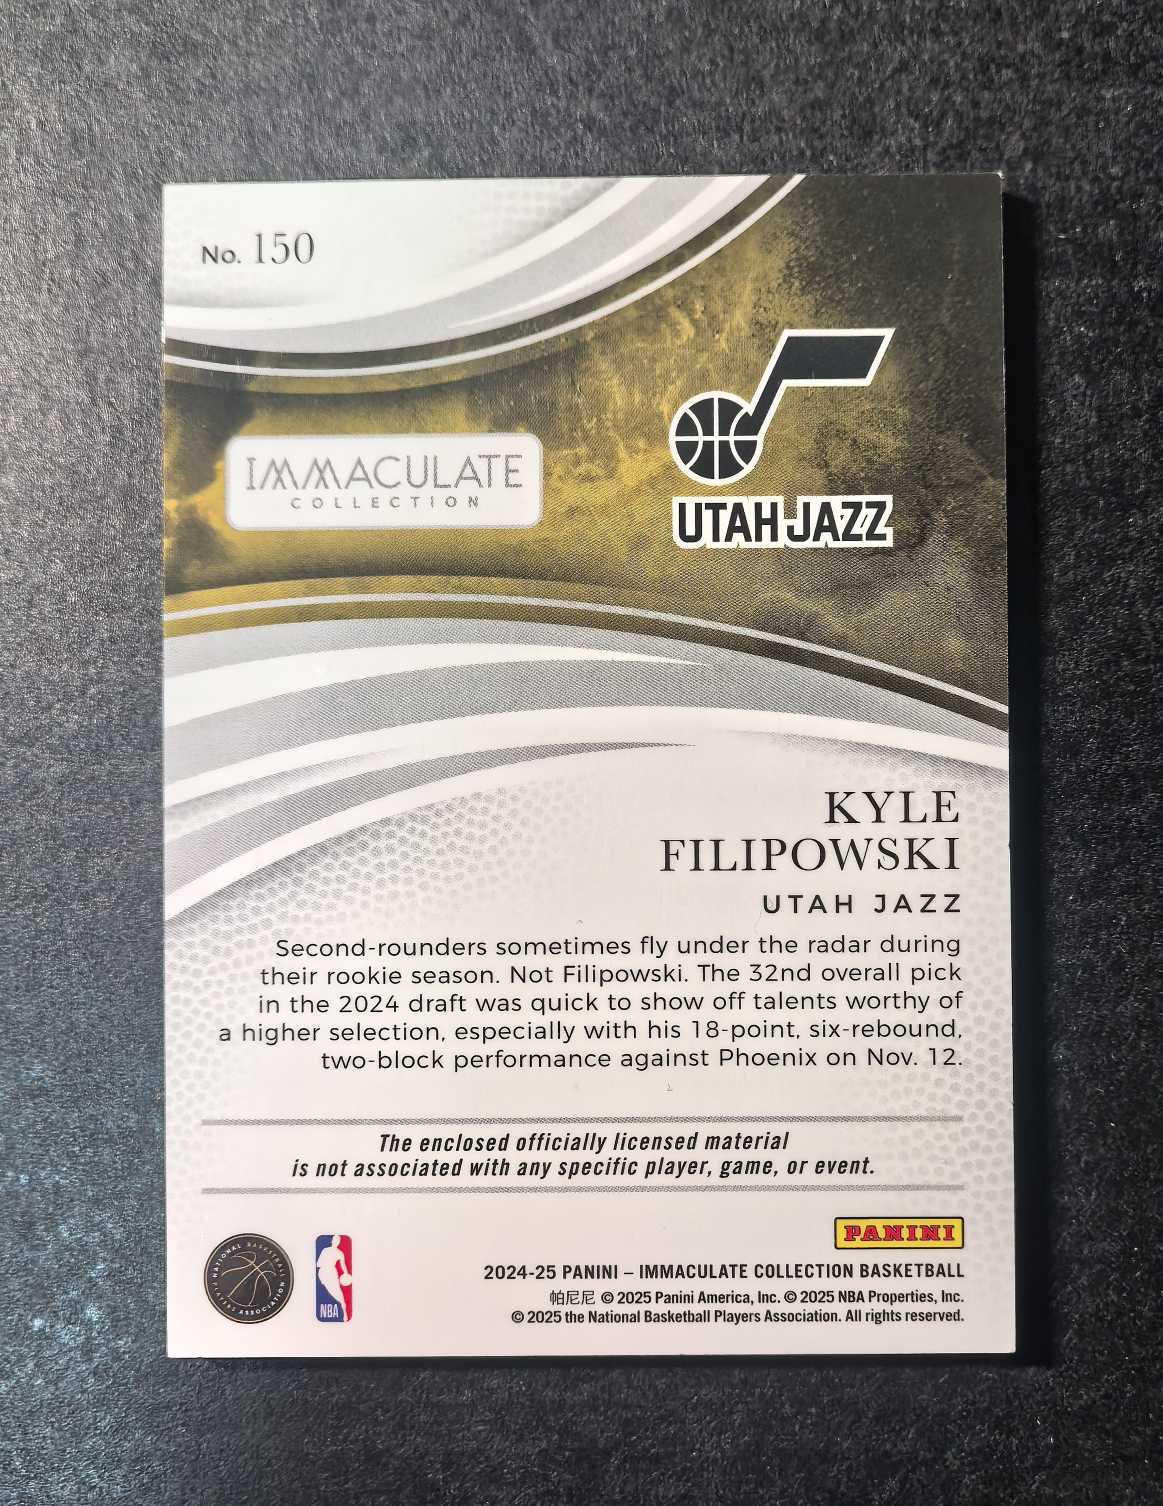 No. 150
IMMACULATE
COLLECTION
UTAH JAZZ
KYLE
FILIPOWSKI
UTAH JAZZ
Second-rounders sometimes fly under the radar during
their rookie season. Not Filipowski. The 32nd overall pick
in the 2024 draft was quick to show off talents worthy of
a higher selection, especially with his 18-point, six-rebound,
two-block performance against Phoenix on Nov. 12.
The enclosed officially licensed material
is not associated with any specific player, game, or event.
PANINI
NATIONAL BASKETBALL PLAYERS ASSOCIATION
NBA
2024-25 PANINI – IMMACULATE COLLECTION BASKETBALL
帕尼尼 © 2025 Panini America, Inc. © 2025 NBA Properties, Inc.
© 2025 the National Basketball Players Association. All rights reserved.